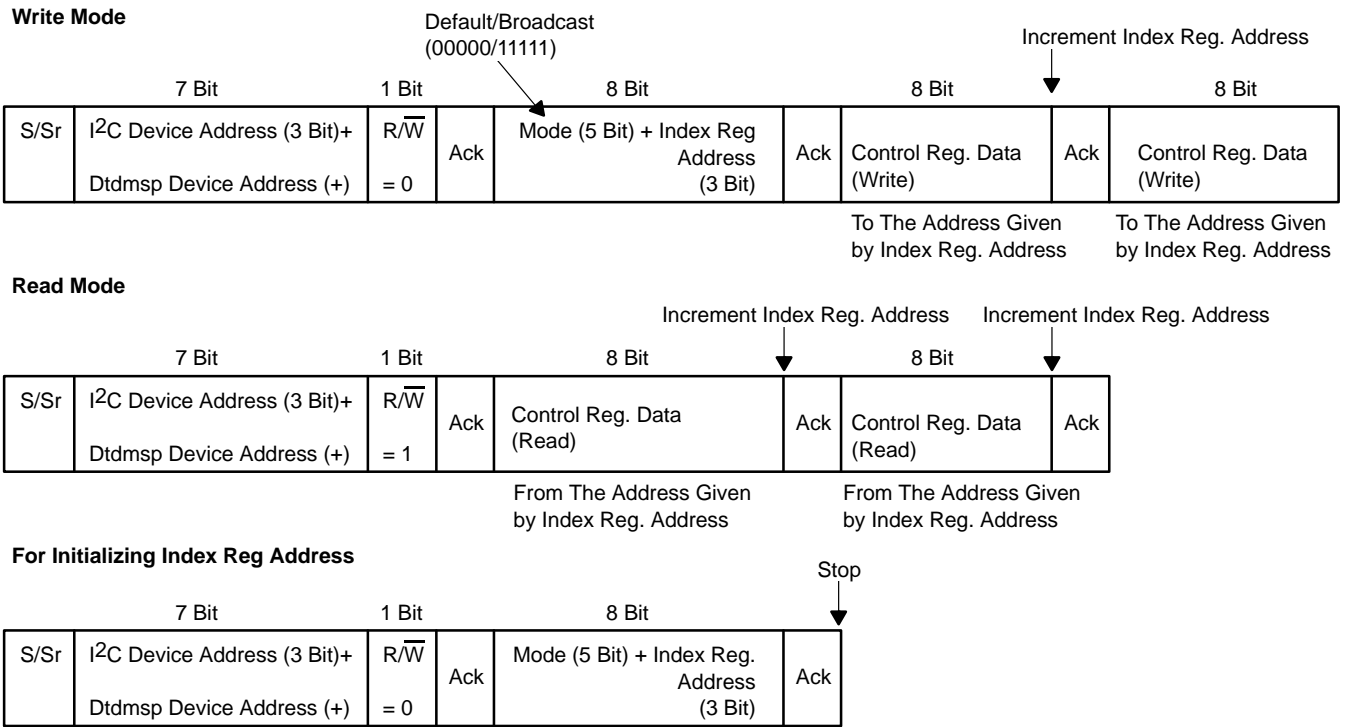 Write Mode
Default/Broadcast
(00000/11111)
Increment Index Reg. Address
7 Bit 1 Bit 8 Bit 8 Bit 8 Bit
S/Sr
I2C Device Address (3 Bit)+
Dtdmsp Device Address (+)
R/W̅
= 0
Ack
Mode (5 Bit) + Index Reg
Address
(3 Bit)
Ack
Control Reg. Data
(Write)
Ack
Control Reg. Data
(Write)
To The Address Given
by Index Reg. Address
To The Address Given
by Index Reg. Address
Read Mode
Increment Index Reg. Address Increment Index Reg. Address
7 Bit 1 Bit 8 Bit 8 Bit
S/Sr
I2C Device Address (3 Bit)+
Dtdmsp Device Address (+)
R/W̅
= 1
Ack
Control Reg. Data
(Read)
Ack
Control Reg. Data
(Read)
Ack
From The Address Given
by Index Reg. Address
From The Address Given
by Index Reg. Address
For Initializing Index Reg Address
Stop
7 Bit 1 Bit 8 Bit
S/Sr
I2C Device Address (3 Bit)+
Dtdmsp Device Address (+)
R/W̅
= 0
Ack
Mode (5 Bit) + Index Reg.
Address
(3 Bit)
Ack